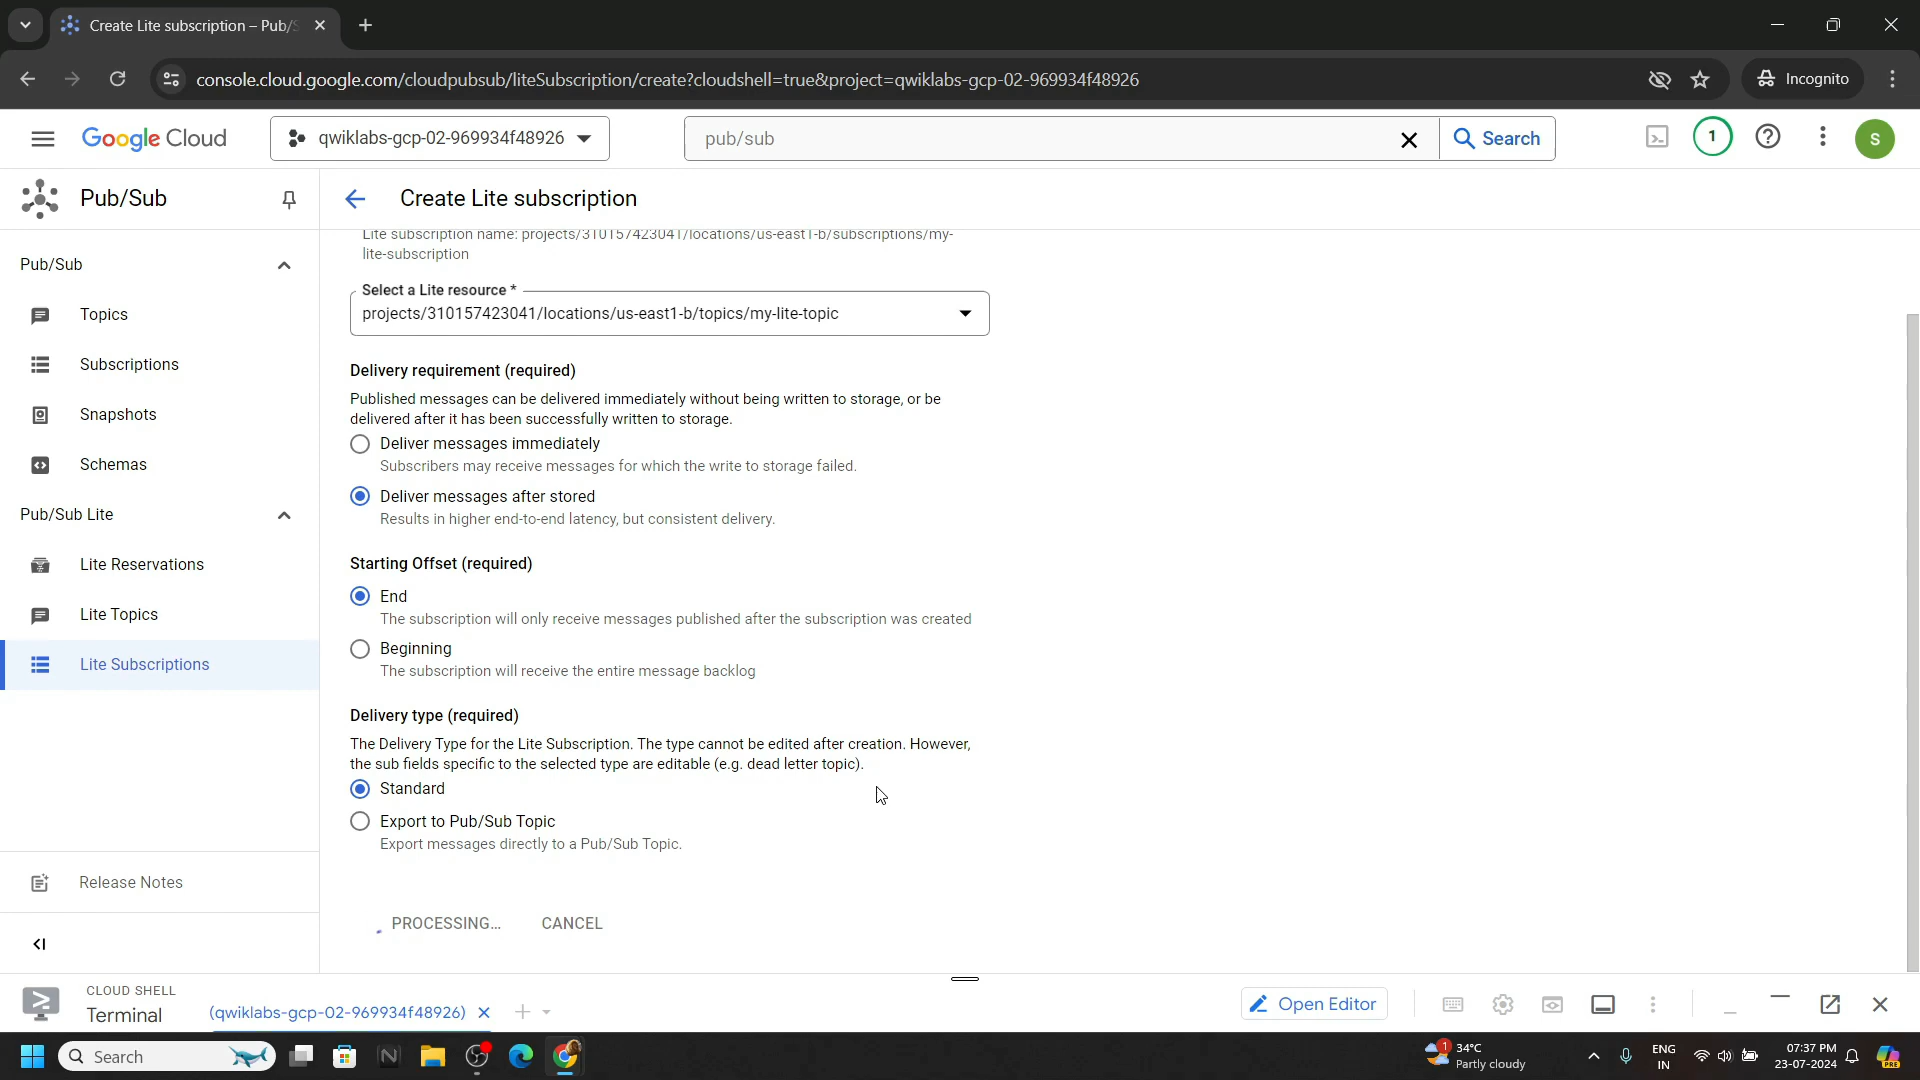 Create Lite subscription – Pub/S
console.cloud.google.com/cloudpubsub/liteSubscription/create?cloudshell=true&project=qwiklabs-gcp-02-969934f48926
Incognito
Google Cloud
qwiklabs-gcp-02-969934f48926
pub/sub
Search
1
S
Pub/Sub
Create Lite subscription
Pub/Sub
Topics
Subscriptions
Snapshots
Schemas
Pub/Sub Lite
Lite Reservations
Lite Topics
Lite Subscriptions
Release Notes
Lite subscription name: projects/310157423041/locations/us-east1-b/subscriptions/my-
lite-subscription
Select a Lite resource *
projects/310157423041/locations/us-east1-b/topics/my-lite-topic
Delivery requirement (required)
Published messages can be delivered immediately without being written to storage, or be
delivered after it has been successfully written to storage.
Deliver messages immediately
Subscribers may receive messages for which the write to storage failed.
Deliver messages after stored
Results in higher end-to-end latency, but consistent delivery.
Starting Offset (required)
End
The subscription will only receive messages published after the subscription was created
Beginning
The subscription will receive the entire message backlog
Delivery type (required)
The Delivery Type for the Lite Subscription. The type cannot be edited after creation. However,
the sub fields specific to the selected type are editable (e.g. dead letter topic).
Standard
Export to Pub/Sub Topic
Export messages directly to a Pub/Sub Topic.
PROCESSING...
CANCEL
CLOUD SHELL
Terminal
(qwiklabs-gcp-02-969934f48926)
Open Editor
Search
1
34°C
Partly cloudy
ENG
IN
07:37 PM
23-07-2024
PRE